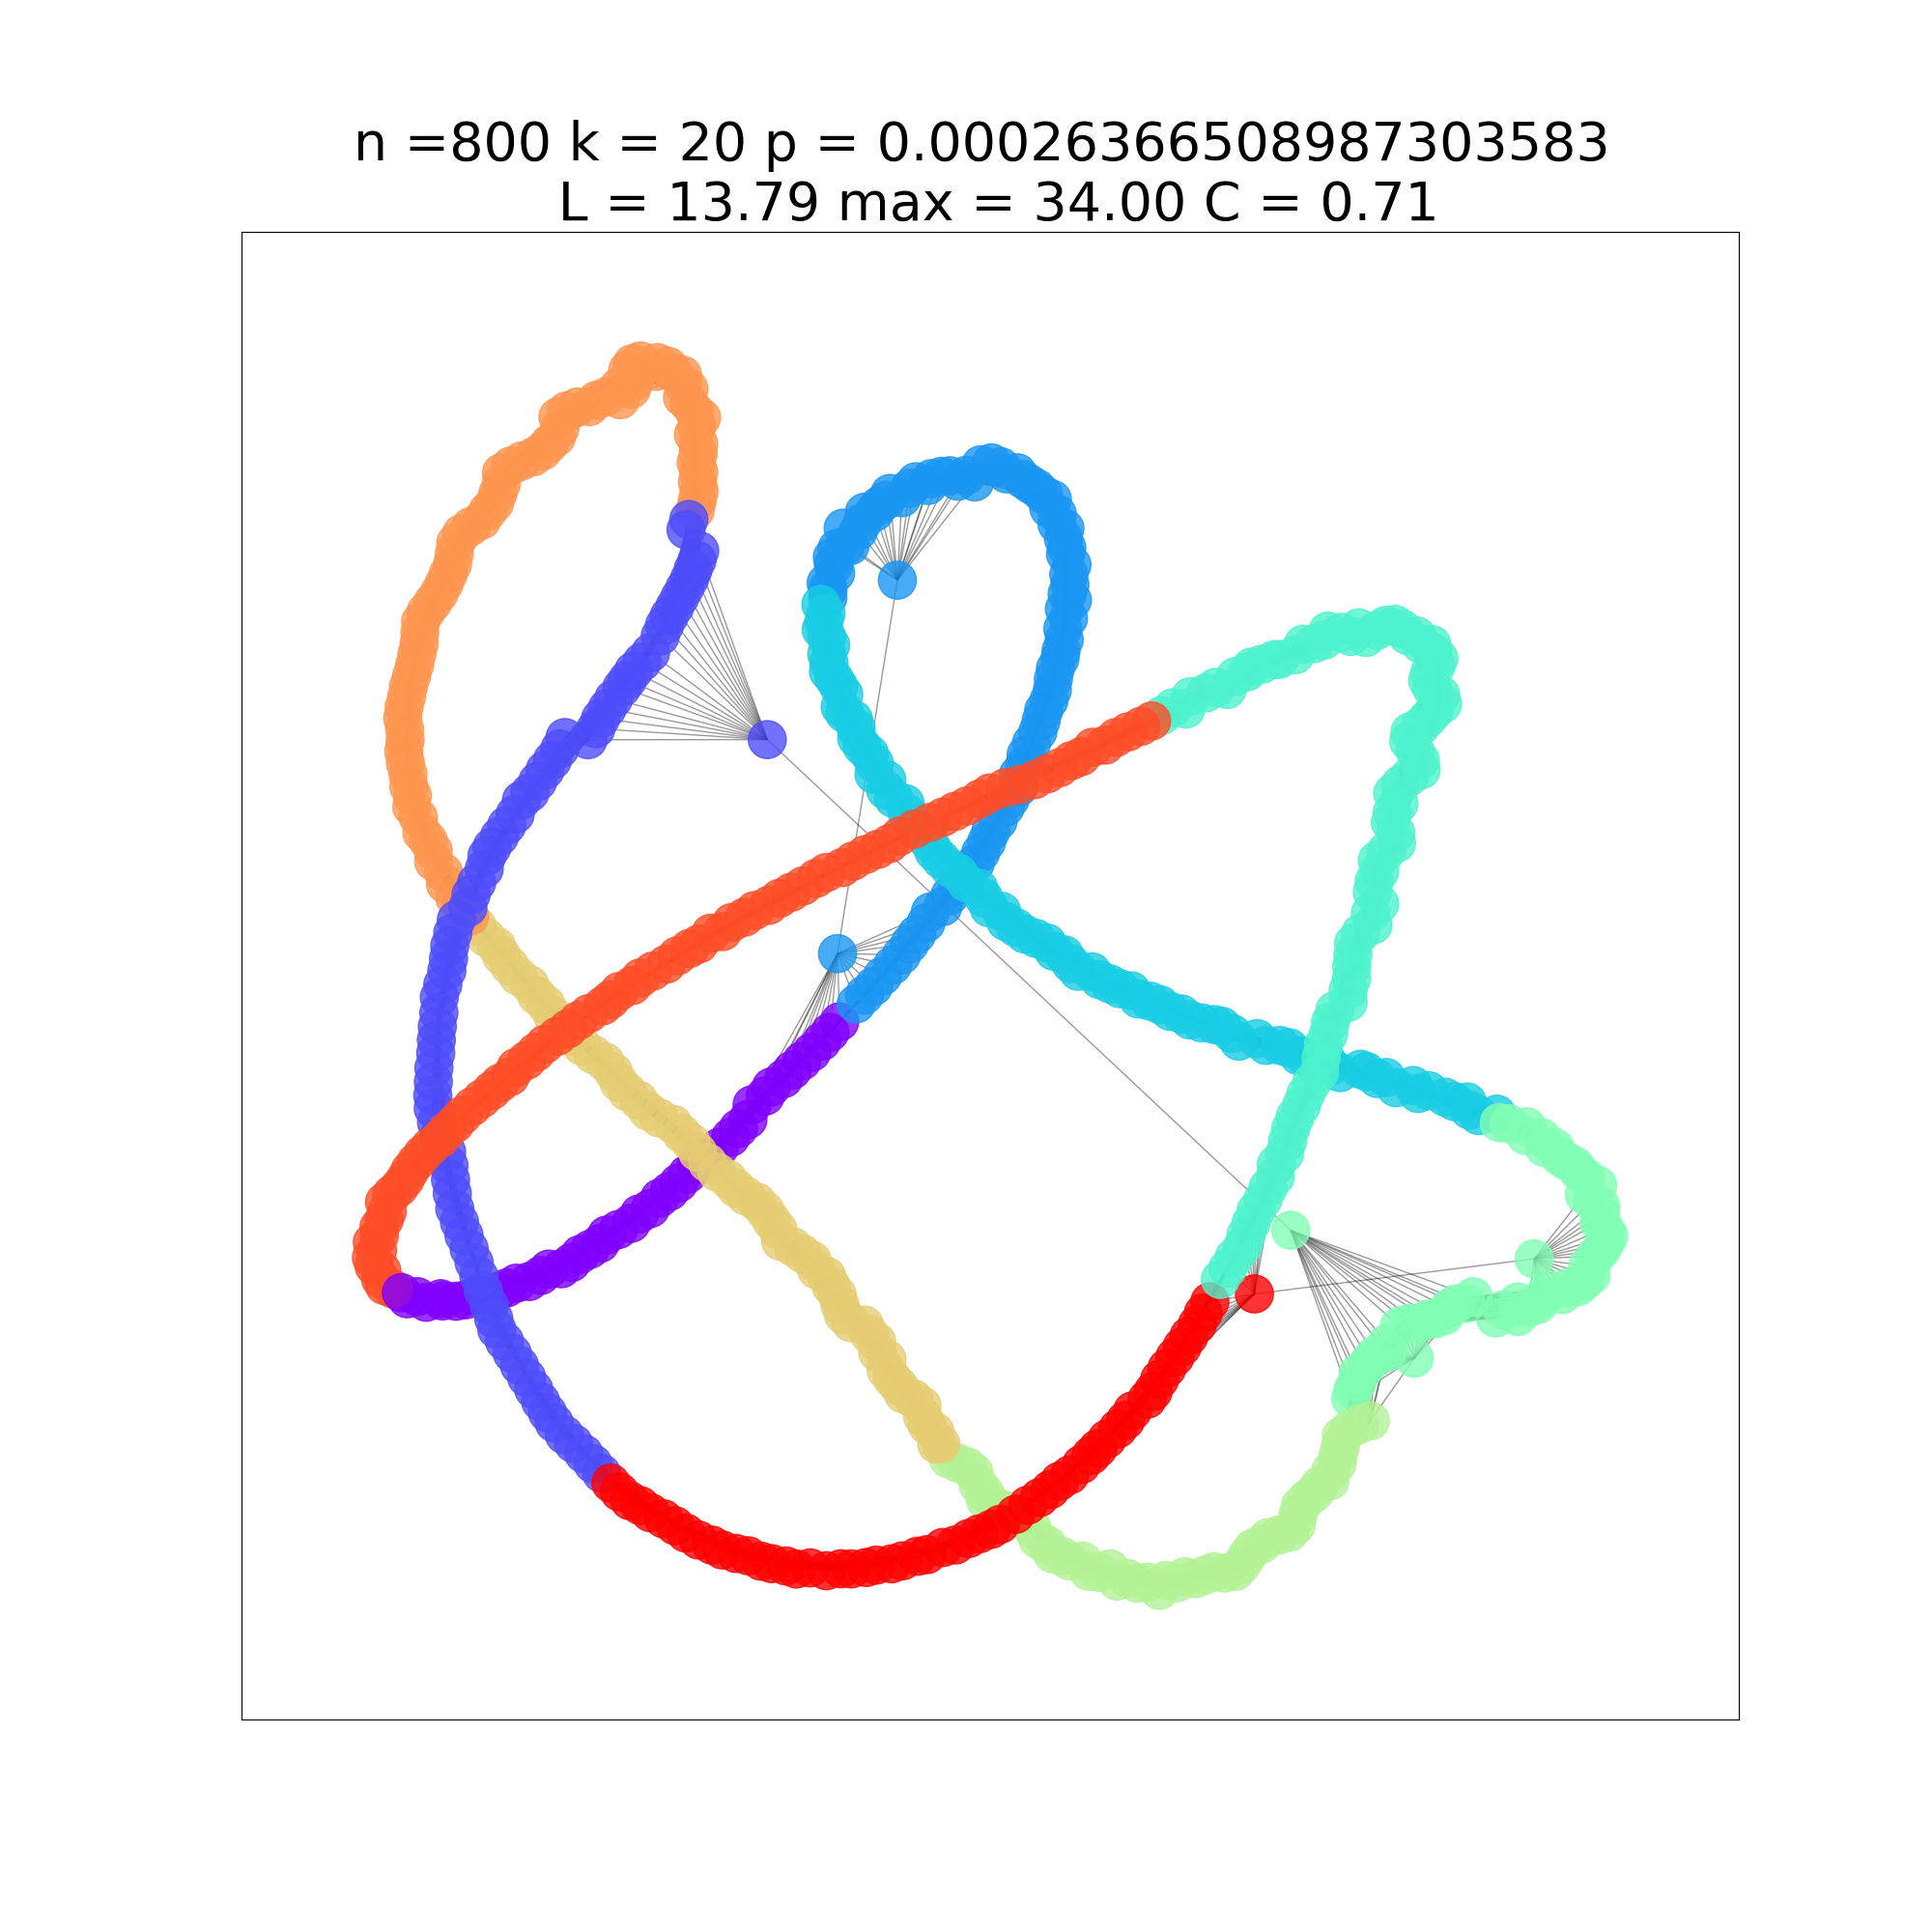 n =800 k = 20 p = 0.00026366508987303583
L = 13.79 max = 34.00 C = 0.71